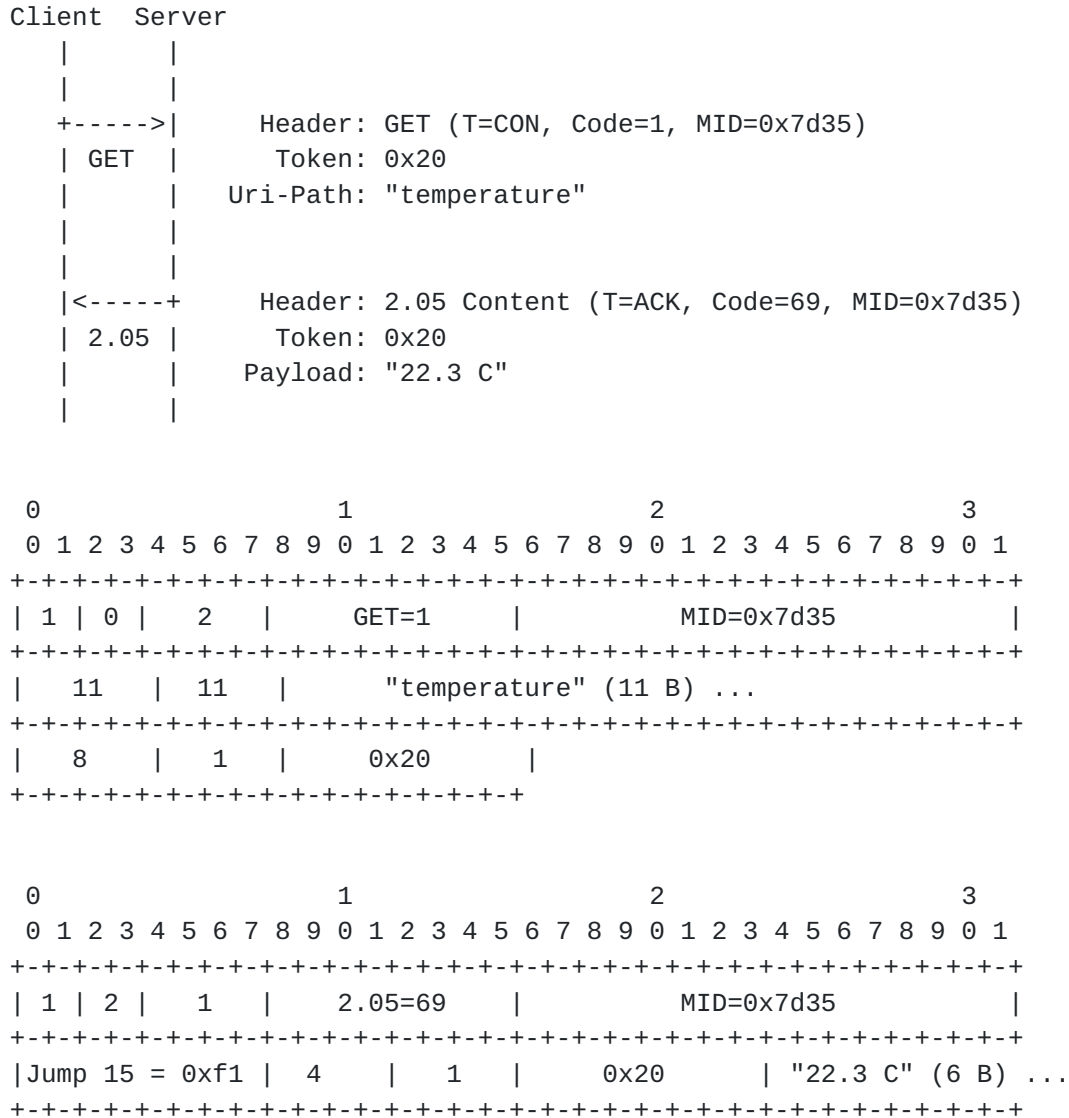 Client  Server
   |      |
   |      |
   +----->|     Header: GET (T=CON, Code=1, MID=0x7d35)
   | GET  |      Token: 0x20
   |      |   Uri-Path: "temperature"
   |      |
   |      |
   |<-----+     Header: 2.05 Content (T=ACK, Code=69, MID=0x7d35)
   | 2.05 |      Token: 0x20
   |      |    Payload: "22.3 C"
   |      |

 0                   1                   2                   3
 0 1 2 3 4 5 6 7 8 9 0 1 2 3 4 5 6 7 8 9 0 1 2 3 4 5 6 7 8 9 0 1
+-+-+-+-+-+-+-+-+-+-+-+-+-+-+-+-+-+-+-+-+-+-+-+-+-+-+-+-+-+-+-+-+
| 1 | 0 |   2   |     GET=1     |          MID=0x7d35           |
+-+-+-+-+-+-+-+-+-+-+-+-+-+-+-+-+-+-+-+-+-+-+-+-+-+-+-+-+-+-+-+-+
|   11   |  11   |      "temperature" (11 B) ...
+-+-+-+-+-+-+-+-+-+-+-+-+-+-+-+-+-+-+-+-+-+-+-+-+-+-+-+-+-+-+-+-+
|   8    |   1   |     0x20      |
+-+-+-+-+-+-+-+-+-+-+-+-+-+-+-+-+

 0                   1                   2                   3
 0 1 2 3 4 5 6 7 8 9 0 1 2 3 4 5 6 7 8 9 0 1 2 3 4 5 6 7 8 9 0 1
+-+-+-+-+-+-+-+-+-+-+-+-+-+-+-+-+-+-+-+-+-+-+-+-+-+-+-+-+-+-+-+-+
| 1 | 2 |   1   |    2.05=69    |          MID=0x7d35           |
+-+-+-+-+-+-+-+-+-+-+-+-+-+-+-+-+-+-+-+-+-+-+-+-+-+-+-+-+-+-+-+-+
|Jump 15 = 0xf1 |  4    |   1   |     0x20      | "22.3 C" (6 B) ...
+-+-+-+-+-+-+-+-+-+-+-+-+-+-+-+-+-+-+-+-+-+-+-+-+-+-+-+-+-+-+-+-+